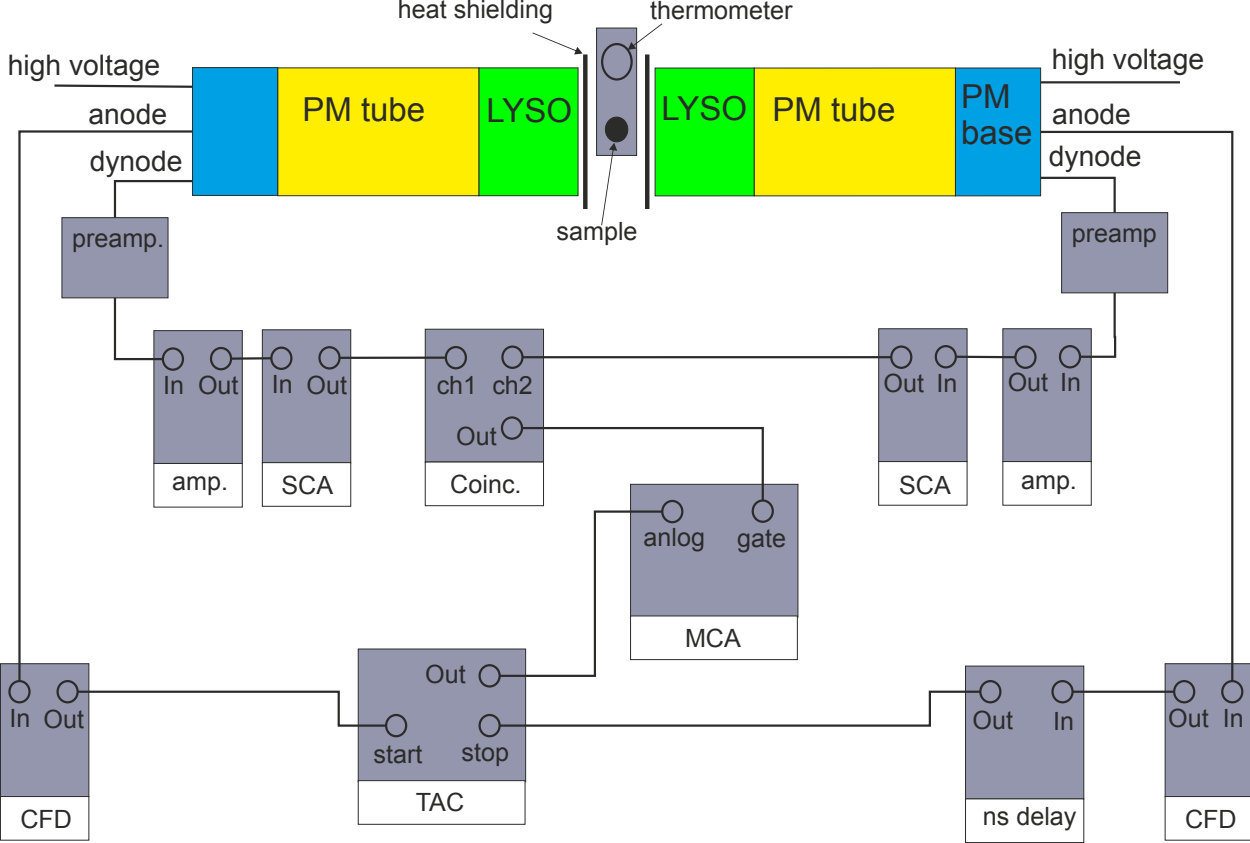 heat shielding
thermometer
high voltage
high voltage
PM tube
LYSO
LYSO
PM tube
PM
base
anode
anode
dynode
dynode
sample
preamp.
preamp
In Out
In Out
ch1 ch2
Out In
Out In
Out
amp.
SCA
Coinc.
SCA
amp.
anlog gate
MCA
Out
In Out
start stop
Out In
Out In
TAC
CFD
ns delay
CFD